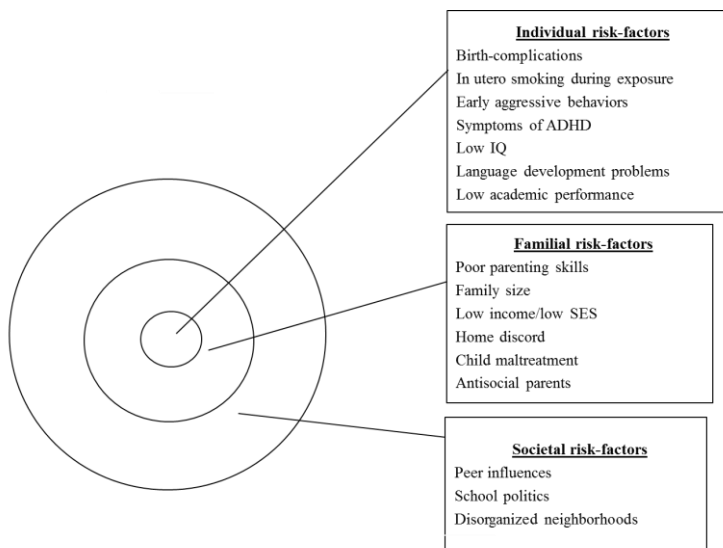 Individual risk-factors
Birth-complications
In utero smoking during exposure
Early aggressive behaviors
Symptoms of ADHD
Low IQ
Language development problems
Low academic performance
Familial risk-factors
Poor parenting skills
Family size
Low income/low SES
Home discord
Child maltreatment
Antisocial parents
Societal risk-factors
Peer influences
School politics
Disorganized neighborhoods